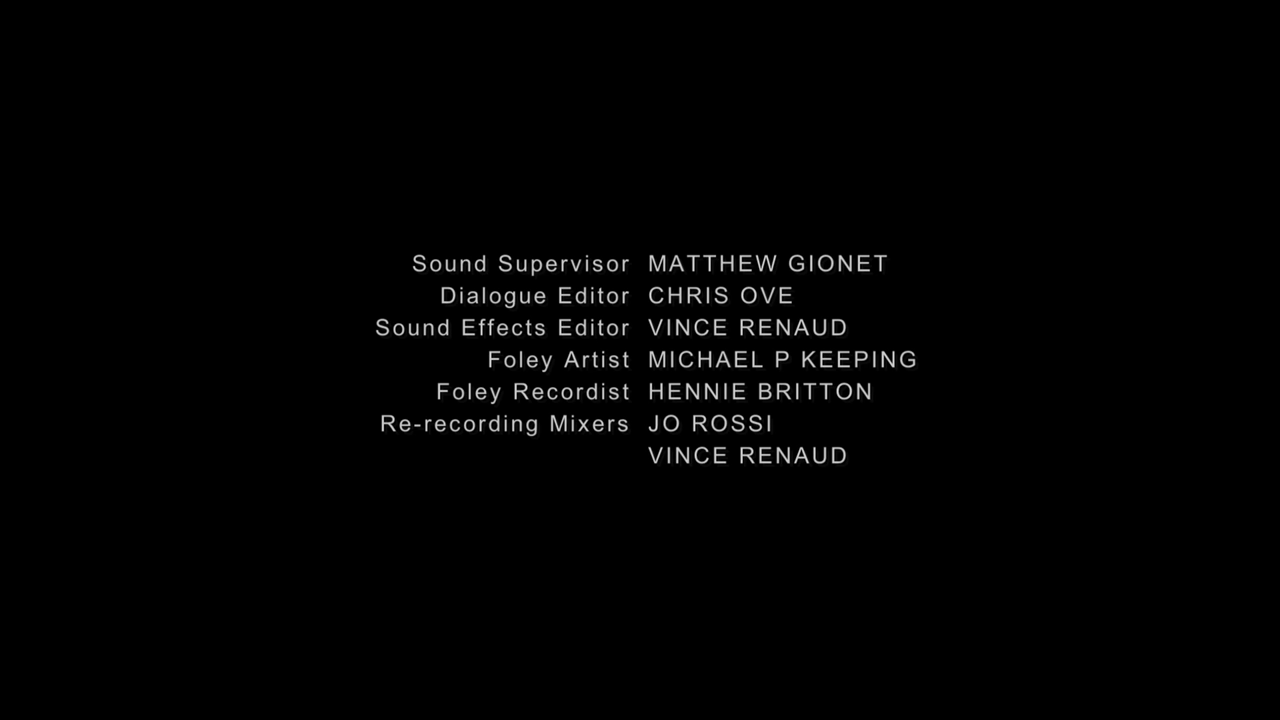 Sound Supervisor MATTHEW GIONET
Dialogue Editor CHRIS OVE
Sound Effects Editor VINCE RENAUD
Foley Artist MICHAEL P KEEPING
Foley Recordist HENNIE BRITTON
Re-recording Mixers JO ROSSI
VINCE RENAUD